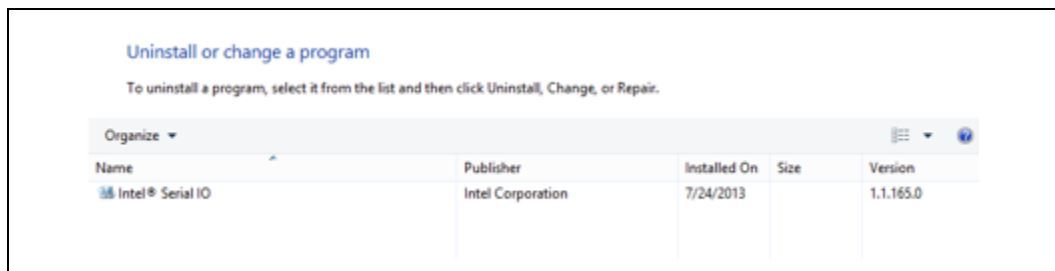 Uninstall or change a program
To uninstall a program, select it from the list and then click Uninstall, Change, or Repair.
Organize
Name Publisher Installed On Size Version
Intel® Serial IO Intel Corporation 7/24/2013 1.1.165.0